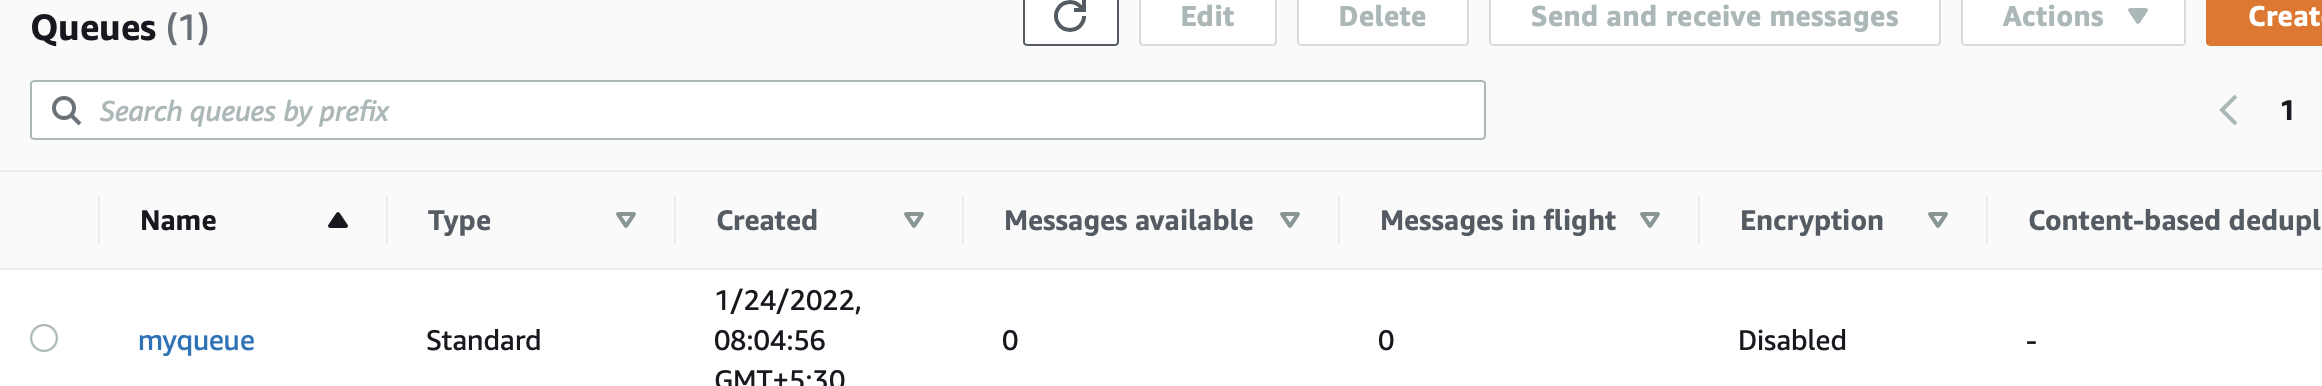 Queues (1)
Edit
Delete
Send and receive messages
Actions
Creat
Search queues by prefix
1
Name
Type
Created
Messages available
Messages in flight
Encryption
Content-based dedupl
myqueue
Standard
1/24/2022,
08:04:56
GMT+5:30
0
0
Disabled
-